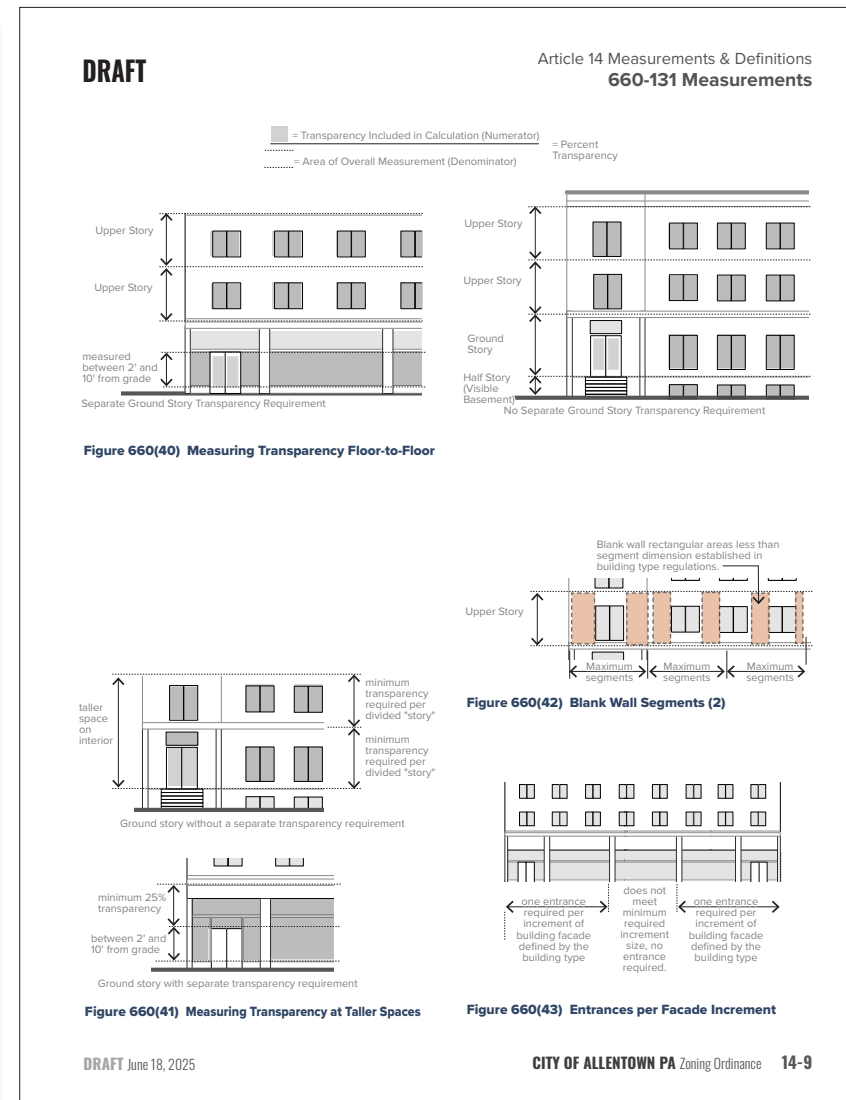 DRAFT
Article 14 Measurements & Definitions
660-131 Measurements
= Transparency Included in Calculation (Numerator)
= Area of Overall Measurement (Denominator)
= Percent
Transparency
Upper Story
Upper Story
measured
between 2' and
10' from grade
Separate Ground Story Transparency Requirement
Upper Story
Upper Story
Ground
Story
Half Story
(Visible
Basement)
No Separate Ground Story Transparency Requirement
Figure 660(40) Measuring Transparency Floor-to-Floor
Blank wall rectangular areas less than
segment dimension established in
building type regulations.
Upper Story
Maximum
segments
Maximum
segments
Maximum
segments
Figure 660(42) Blank Wall Segments (2)
taller
space
on
interior
minimum
transparency
required per
divided "story"
minimum
transparency
required per
divided "story"
Ground story without a separate transparency requirement
minimum 25%
transparency
between 2' and
10' from grade
Ground story with separate transparency requirement
Figure 660(41) Measuring Transparency at Taller Spaces
one entrance
required per
increment of
building facade
defined by the
building type
does not
meet
minimum
required
increment
size, no
entrance
required.
one entrance
required per
increment of
building facade
defined by the
building type
Figure 660(43) Entrances per Facade Increment
DRAFT June 18, 2025
CITY OF ALLENTOWN PA Zoning Ordinance 14-9